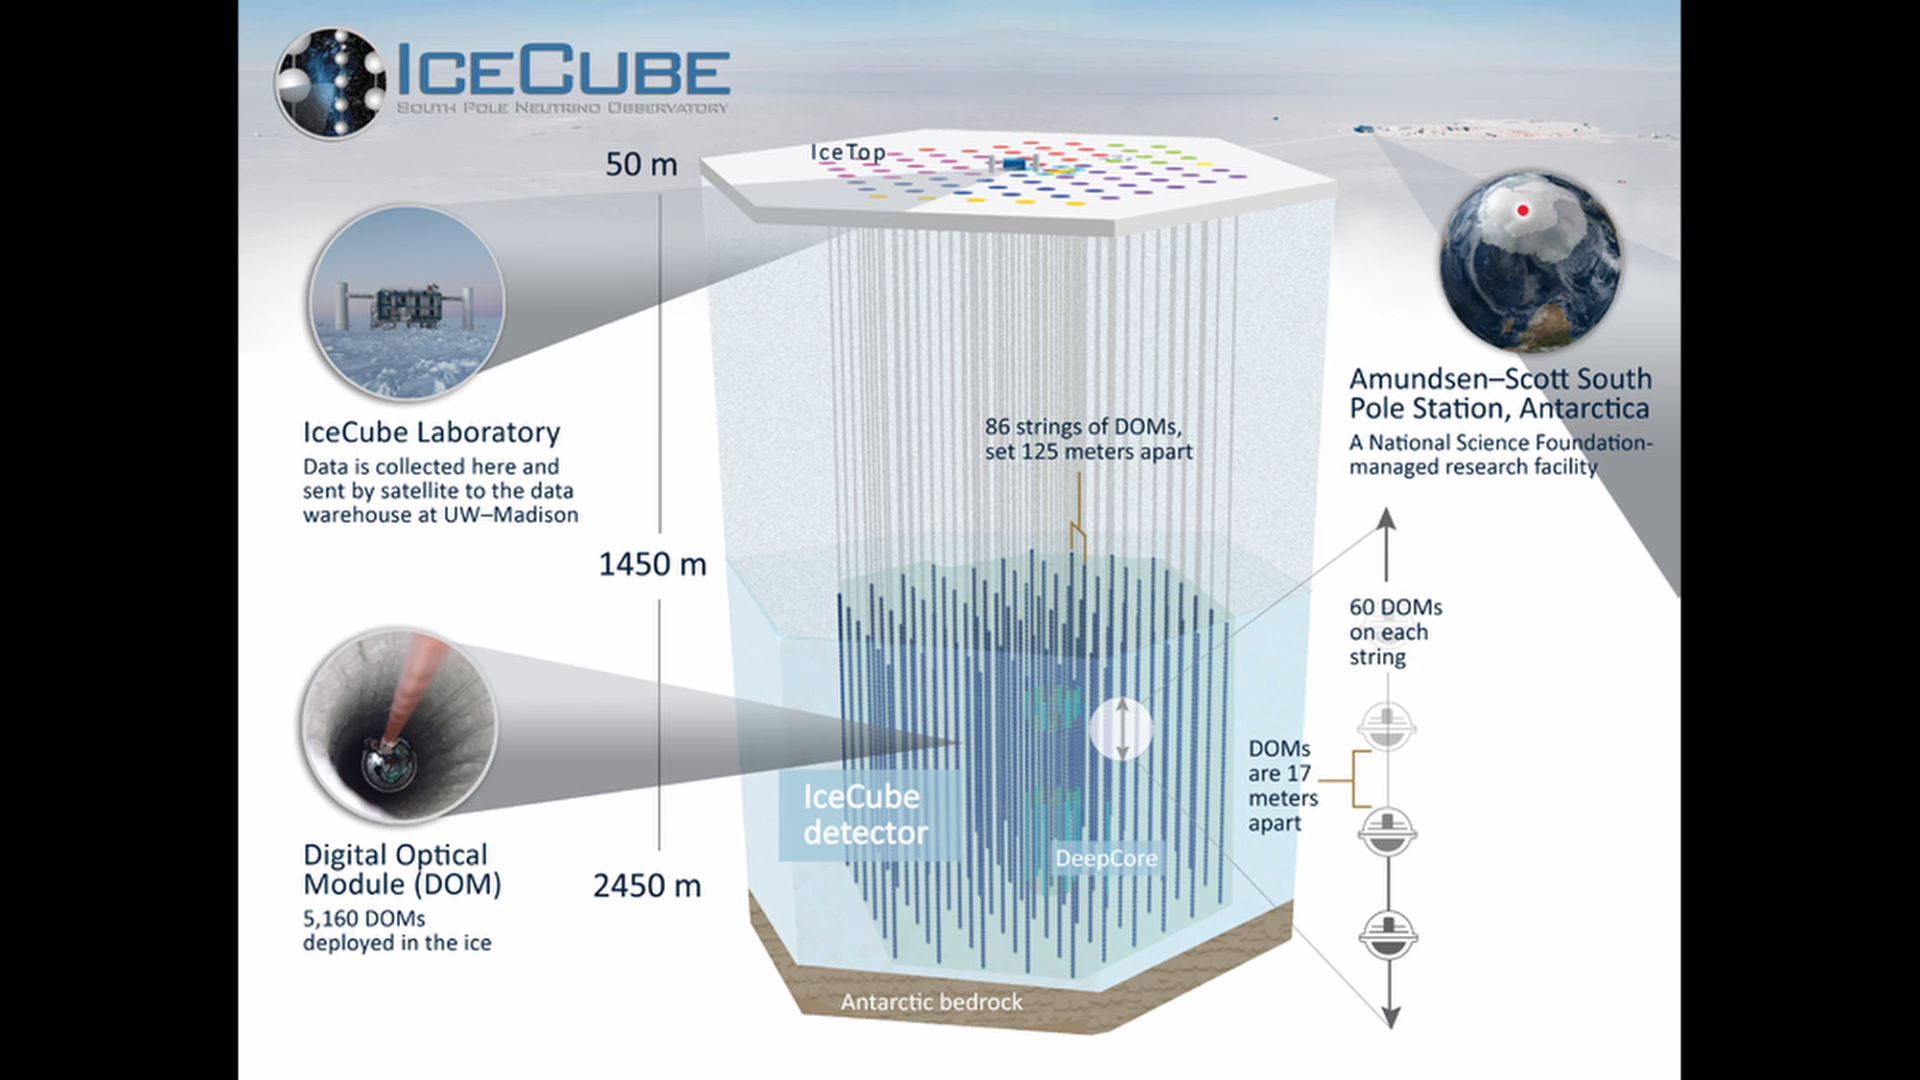 ICECUBE
SOUTH POLE NEUTRINO OBSERVATORY
50 m
IceTop
IceCube Laboratory
Data is collected here and
sent by satellite to the data
warehouse at UW–Madison
86 strings of DOMs,
set 125 meters apart
Amundsen–Scott South
Pole Station, Antarctica
A National Science Foundation-
managed research facility
1450 m
60 DOMs
on each
string
DOMs
are 17
meters
apart
IceCube
detector
DeepCore
Digital Optical
Module (DOM)
5,160 DOMs
deployed in the ice
2450 m
Antarctic bedrock